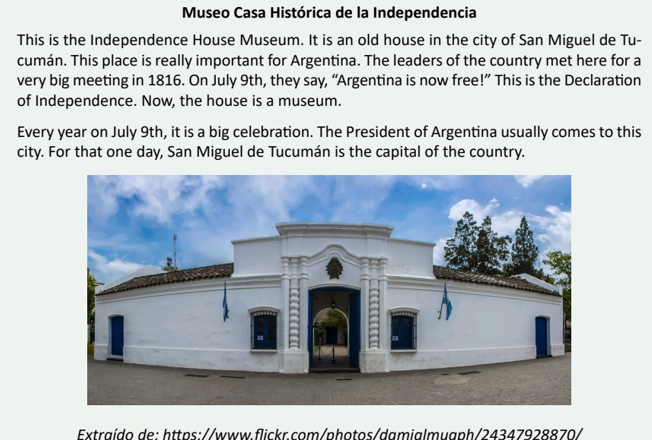 Museo Casa Histórica de la Independencia
This is the Independence House Museum. It is an old house in the city of San Miguel de Tu-
cumán. This place is really important for Argentina. The leaders of the country met here for a
very big meeting in 1816. On July 9th, they say, “Argentina is now free!” This is the Declaration
of Independence. Now, the house is a museum.
Every year on July 9th, it is a big celebration. The President of Argentina usually comes to this
city. For that one day, San Miguel de Tucumán is the capital of the country.
Extraído de: https://www.flickr.com/photos/damialmuaph/24347928870/